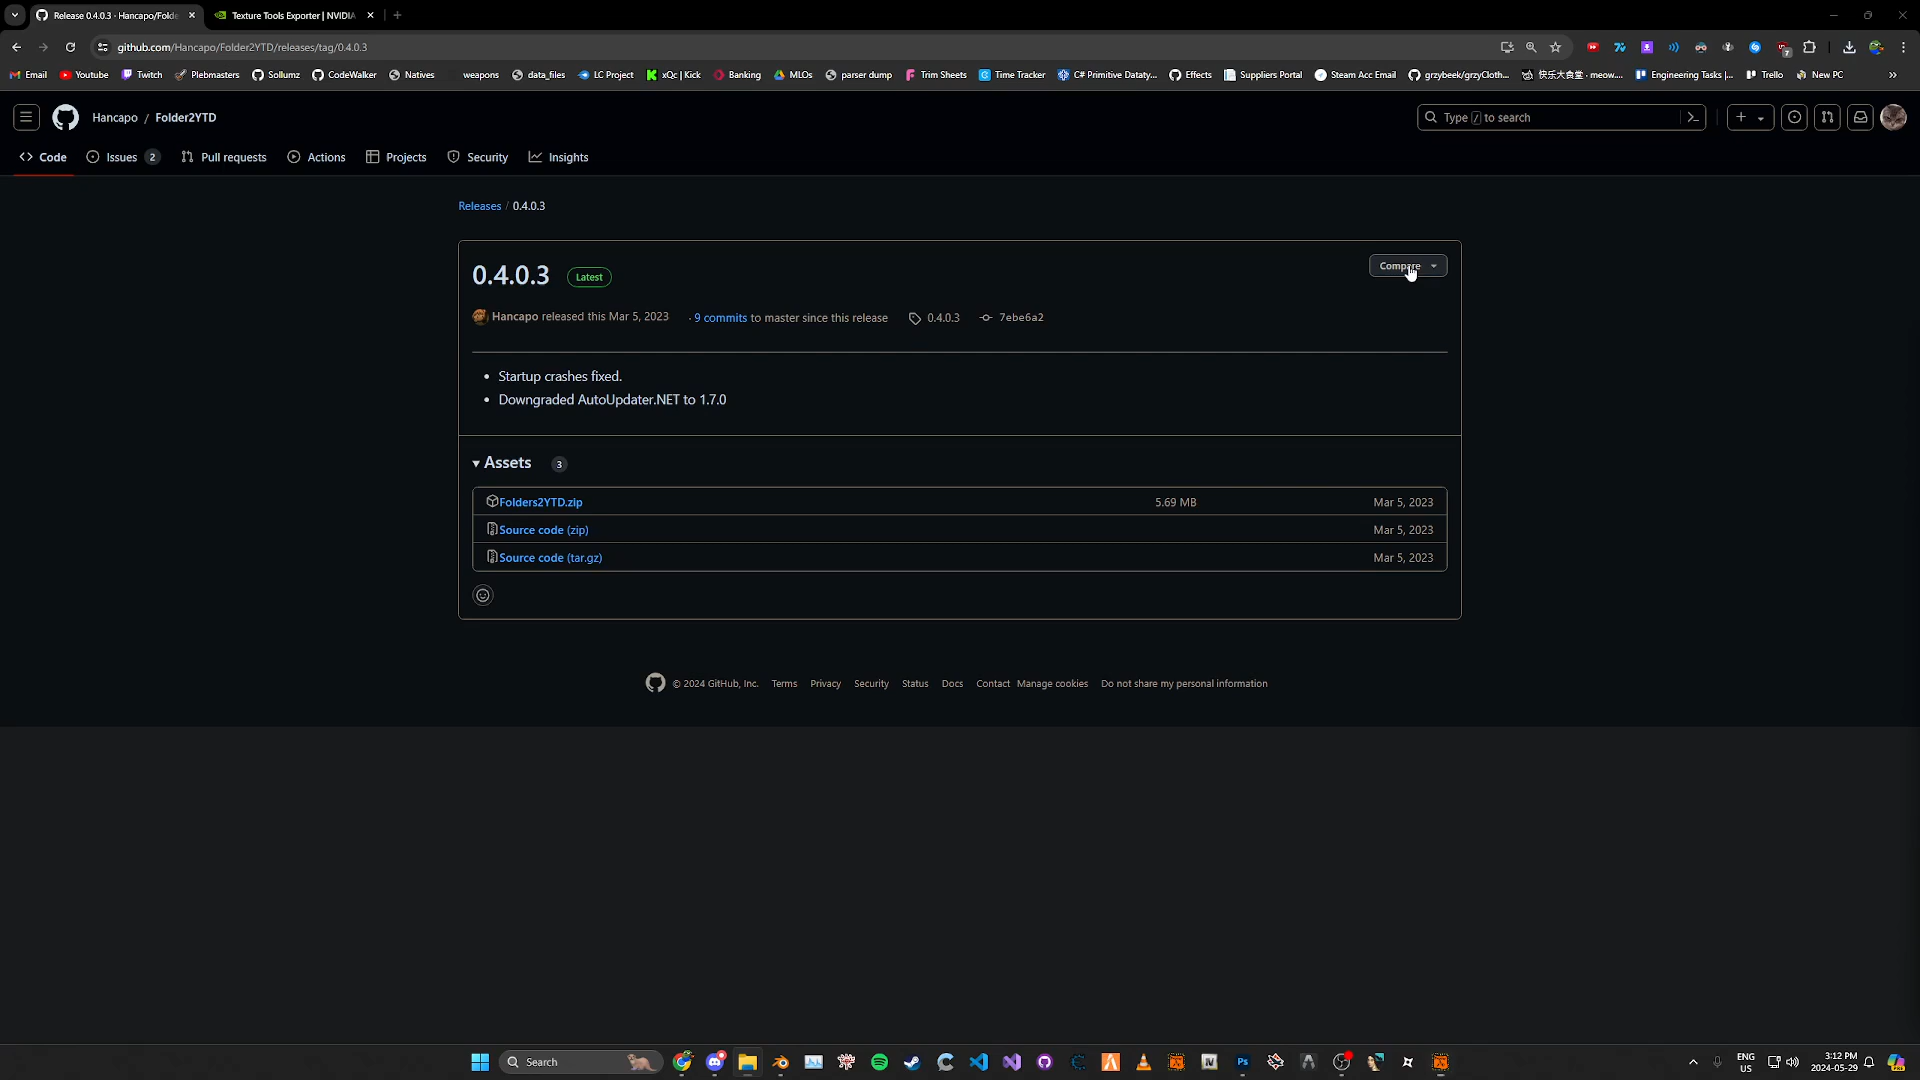 Release 0.4.0.3 · Hancapo/Folde
Texture Tools Exporter | NVIDIA
github.com/Hancapo/Folder2YTD/releases/tag/0.4.0.3
Email Youtube Twitch Plebmasters Sollumz CodeWalker Natives weapons data_files LC Project xQc | Kick Banking MLOs parser dump Trim Sheets Time Tracker C# Primitive Dataty... Effects Suppliers Portal Steam Acc Email grzybeek/grzyCloth... 快乐大食堂 · meow.... Engineering Tasks |... Trello New PC
Hancapo / Folder2YTD
Type / to search
Code Issues 2 Pull requests Actions Projects Security Insights
Releases / 0.4.0.3
0.4.0.3 Latest
Compare
Hancapo released this Mar 5, 2023 · 9 commits to master since this release 0.4.0.3 7ebe6a2
• Startup crashes fixed.
• Downgraded AutoUpdater.NET to 1.7.0
Assets 3
Folders2YTD.zip 5.69 MB Mar 5, 2023
Source code (zip) Mar 5, 2023
Source code (tar.gz) Mar 5, 2023
© 2024 GitHub, Inc. Terms Privacy Security Status Docs Contact Manage cookies Do not share my personal information
Search
Ps
ENG
US
3:12 PM
2024-05-29